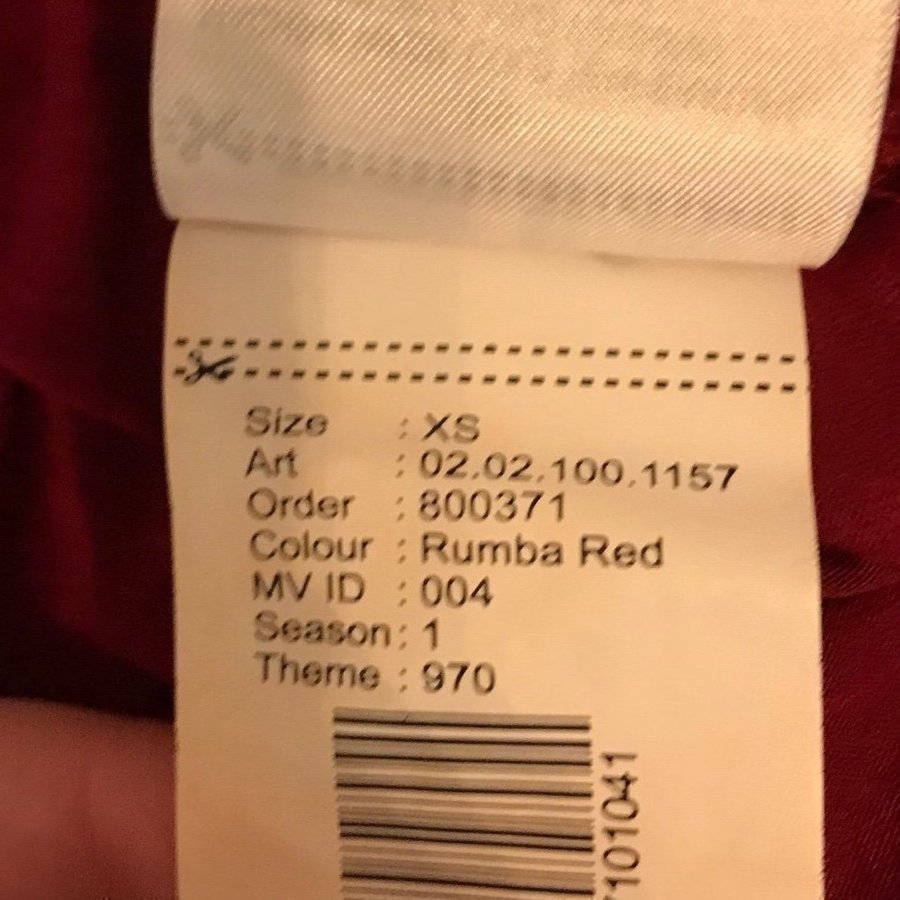 Size : XS
Art : 02.02.100.1157
Order : 800371
Colour : Rumba Red
MV ID : 004
Season : 1
Theme : 970
101041